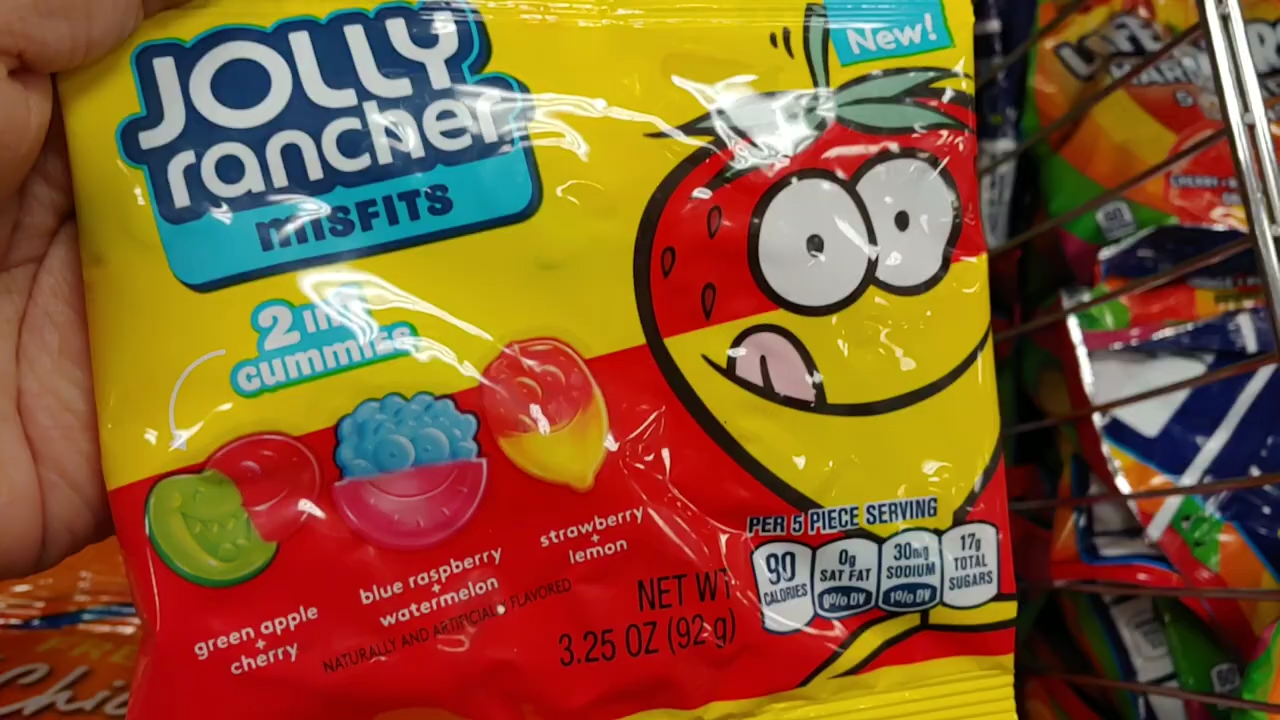 JOLLY
rancher
misfits
New!
2 in 1
gummies
green apple
+
cherry
blue raspberry
+
watermelon
strawberry
+
lemon
NATURALLY AND ARTIFICIALLY FLAVORED
NET WT
3.25 OZ (92 g)
PER 5 PIECE SERVING
90
CALORIES
0g
SAT FAT
0% DV
30mg
SODIUM
1% DV
17g
TOTAL
SUGARS
Chi